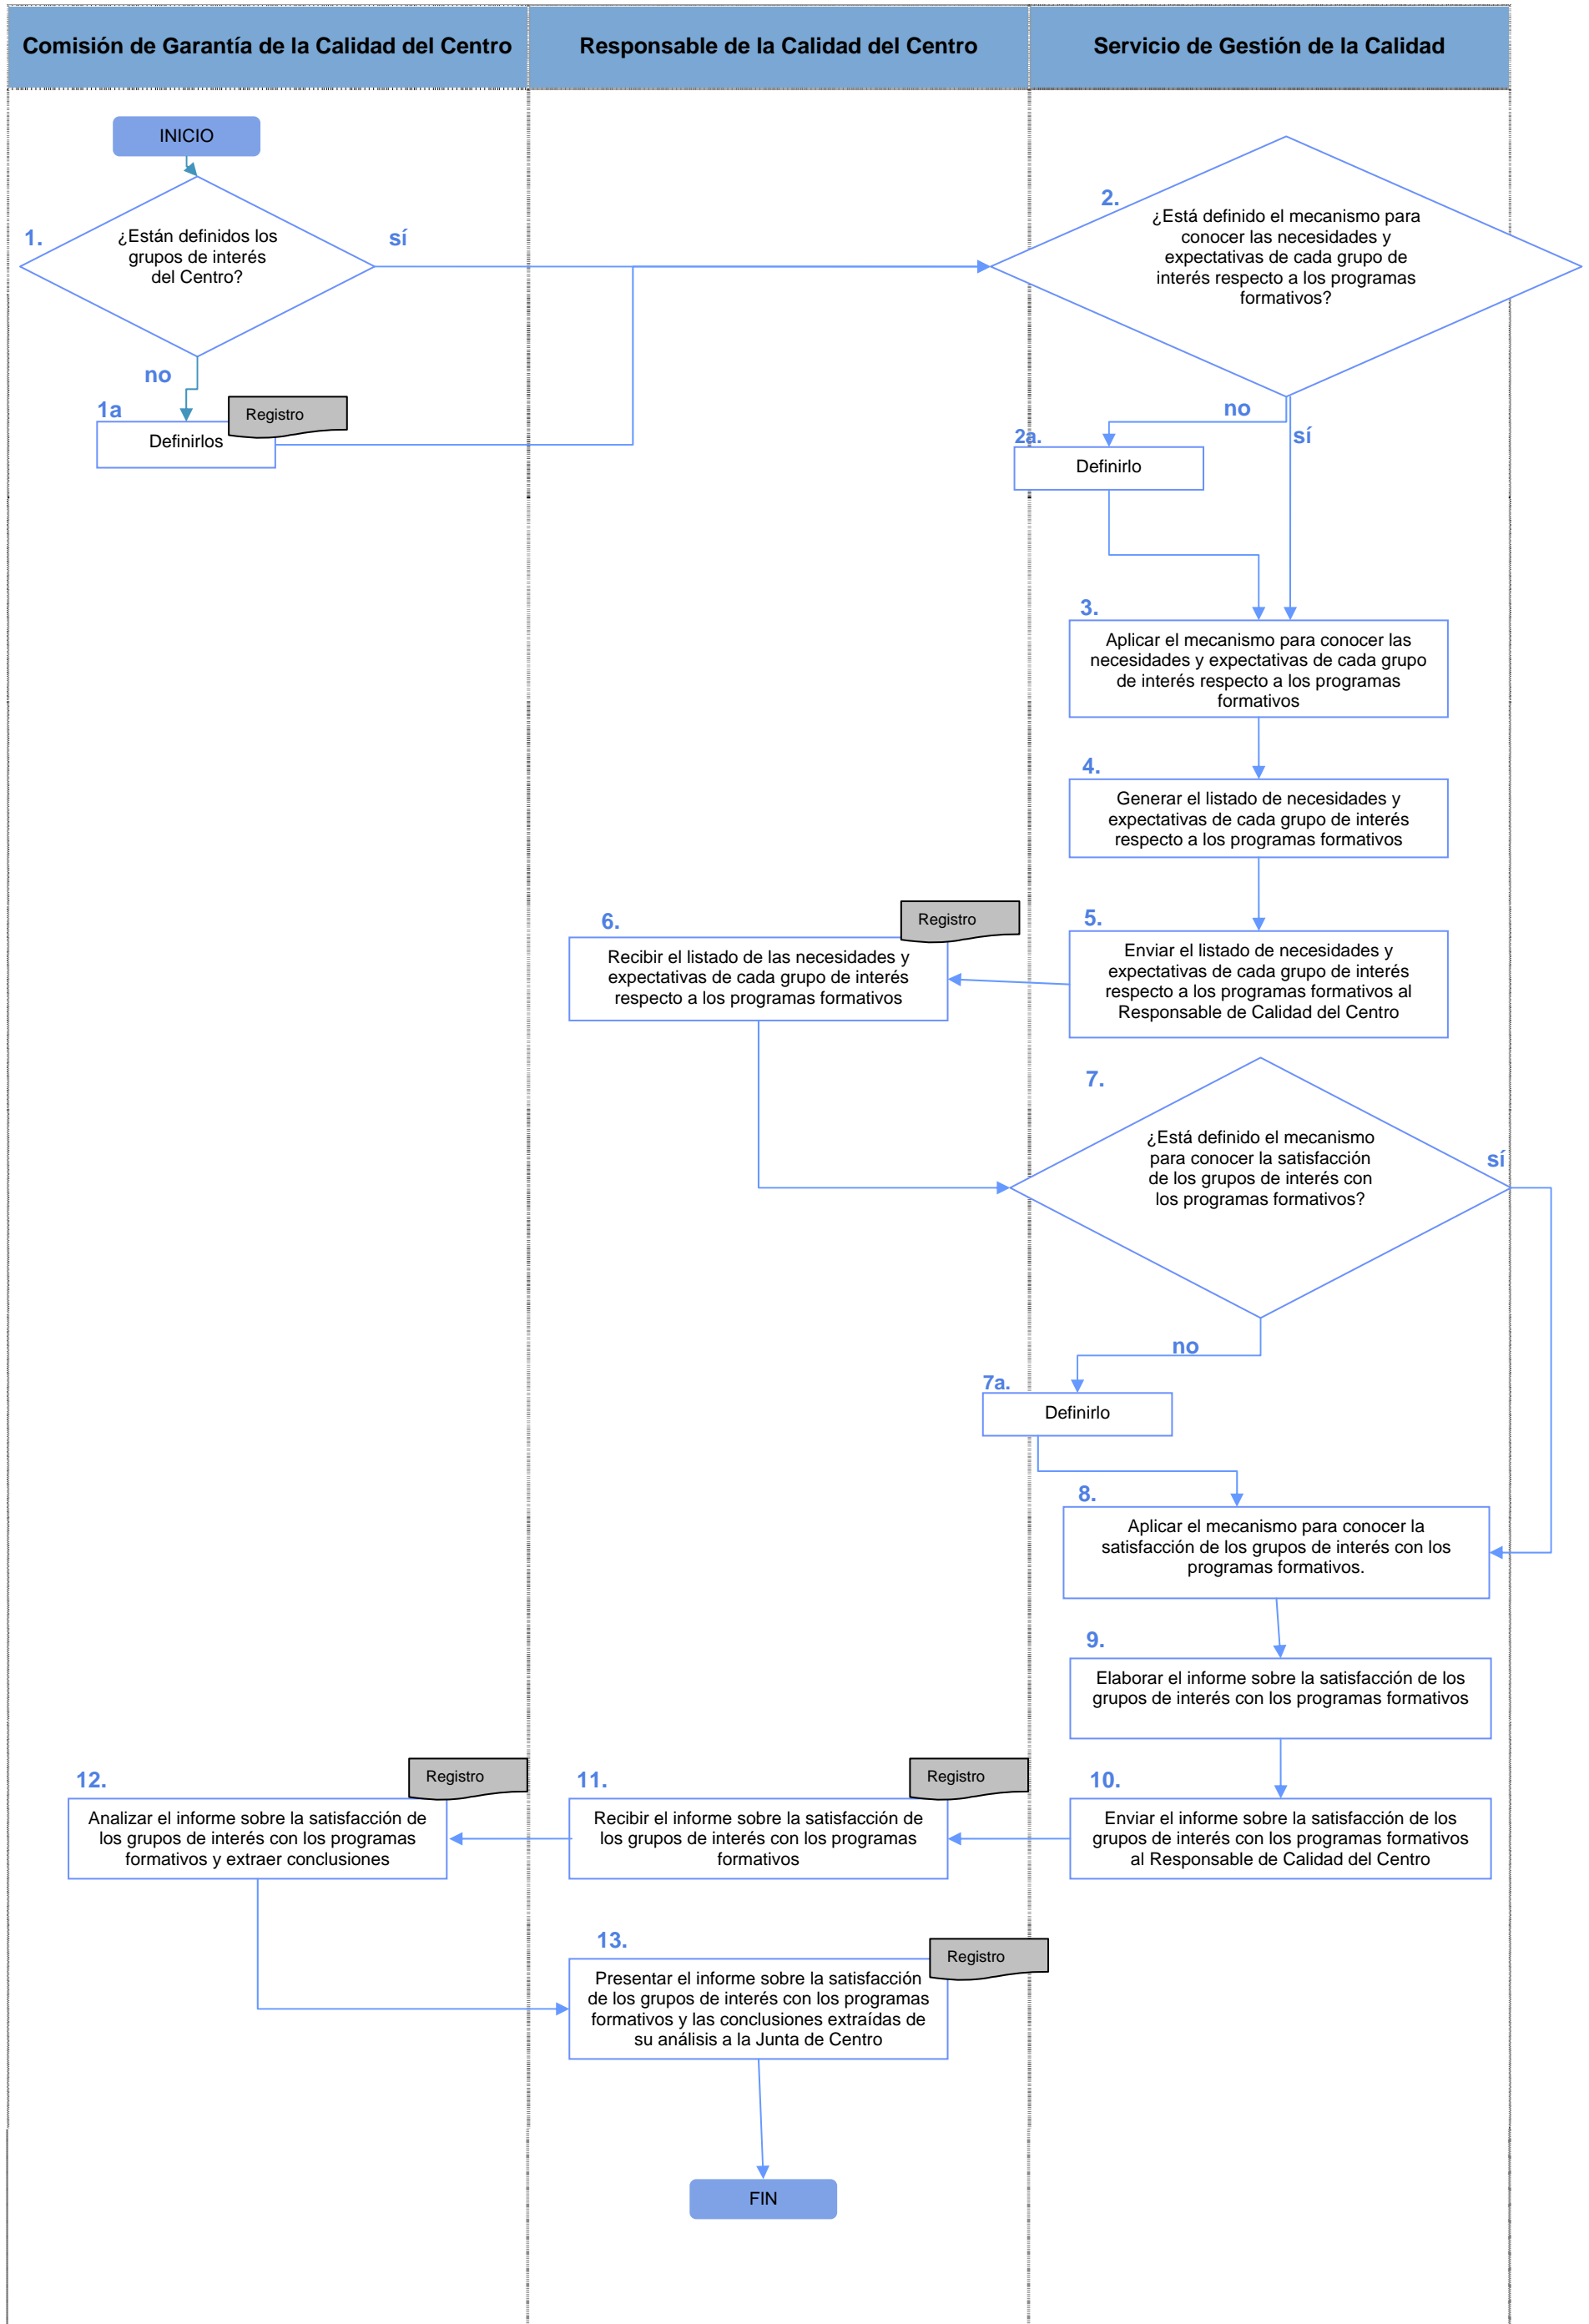 Comisión de Garantía de la Calidad del Centro
Responsable de la Calidad del Centro
Servicio de Gestión de la Calidad
INICIO
1.
¿Están definidos los
grupos de interés
del Centro?
sí
no
1a
Registro
Definirlos
2.
¿Está definido el mecanismo para
conocer las necesidades y
expectativas de cada grupo de
interés respecto a los programas
formativos?
no
sí
2a.
Definirlo
3.
Aplicar el mecanismo para conocer las
necesidades y expectativas de cada grupo
de interés respecto a los programas
formativos
4.
Generar el listado de necesidades y
expectativas de cada grupo de interés
respecto a los programas formativos
5.
Enviar el listado de necesidades y
expectativas de cada grupo de interés
respecto a los programas formativos al
Responsable de Calidad del Centro
6.
Registro
Recibir el listado de las necesidades y
expectativas de cada grupo de interés
respecto a los programas formativos
7.
¿Está definido el mecanismo
para conocer la satisfacción
de los grupos de interés con
los programas formativos?
sí
no
7a.
Definirlo
8.
Aplicar el mecanismo para conocer la
satisfacción de los grupos de interés con los
programas formativos.
9.
Elaborar el informe sobre la satisfacción de los
grupos de interés con los programas formativos
10.
Enviar el informe sobre la satisfacción de los
grupos de interés con los programas formativos
al Responsable de Calidad del Centro
11.
Registro
Recibir el informe sobre la satisfacción de
los grupos de interés con los programas
formativos
12.
Registro
Analizar el informe sobre la satisfacción de
los grupos de interés con los programas
formativos y extraer conclusiones
13.
Registro
Presentar el informe sobre la satisfacción
de los grupos de interés con los programas
formativos y las conclusiones extraídas de
su análisis a la Junta de Centro
FIN